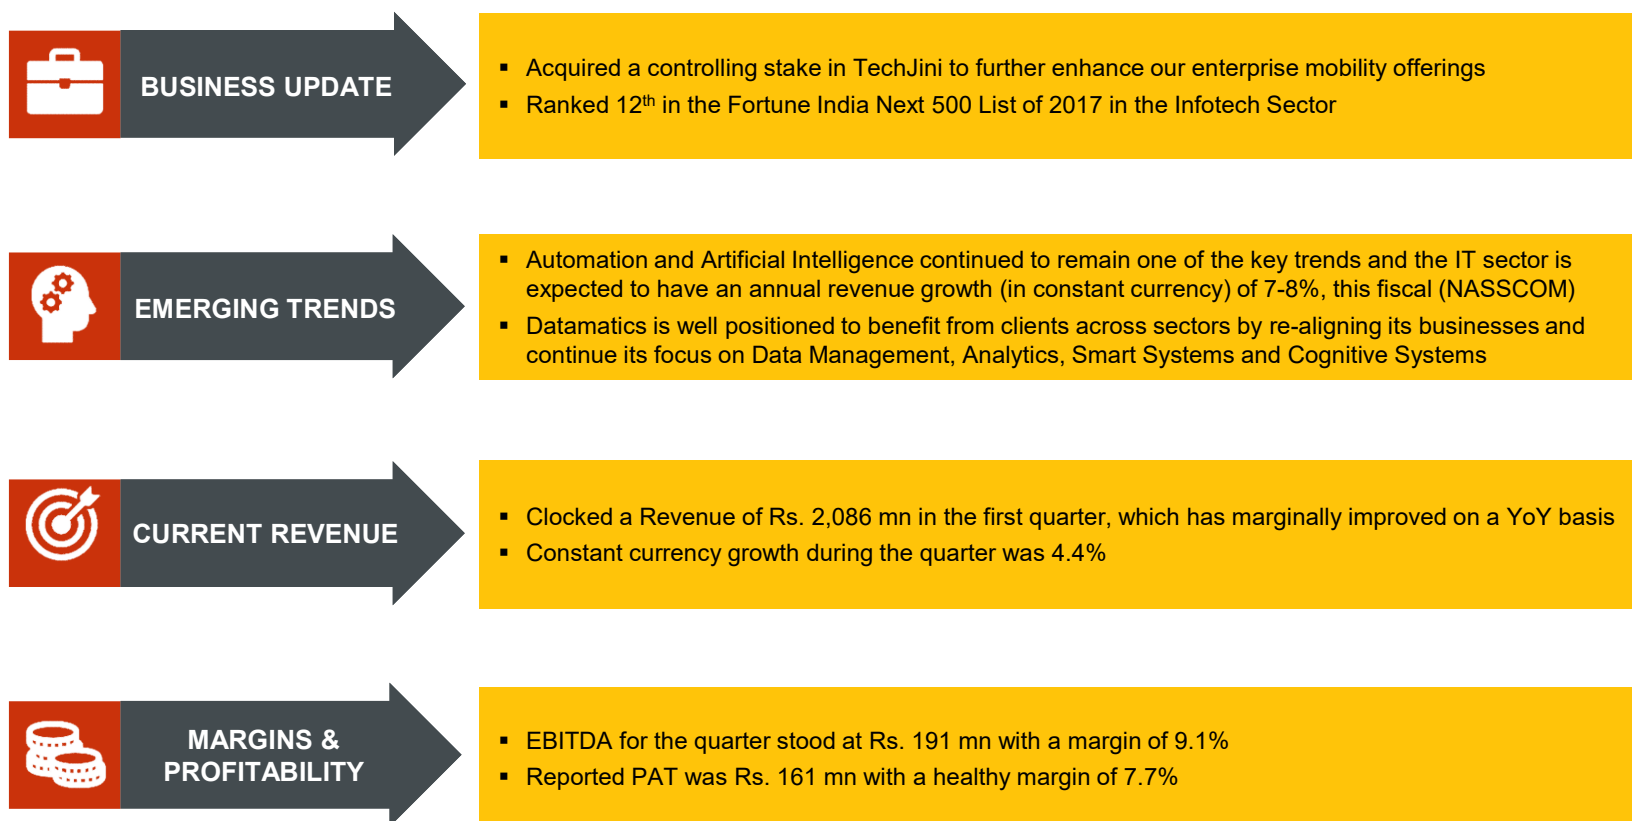 BUSINESS UPDATE
▪ Acquired a controlling stake in TechJini to further enhance our enterprise mobility offerings
▪ Ranked 12th in the Fortune India Next 500 List of 2017 in the Infotech Sector
EMERGING TRENDS
▪ Automation and Artificial Intelligence continued to remain one of the key trends and the IT sector is
expected to have an annual revenue growth (in constant currency) of 7-8%, this fiscal (NASSCOM)
▪ Datamatics is well positioned to benefit from clients across sectors by re-aligning its businesses and
continue its focus on Data Management, Analytics, Smart Systems and Cognitive Systems
CURRENT REVENUE
▪ Clocked a Revenue of Rs. 2,086 mn in the first quarter, which has marginally improved on a YoY basis
▪ Constant currency growth during the quarter was 4.4%
MARGINS &
PROFITABILITY
▪ EBITDA for the quarter stood at Rs. 191 mn with a margin of 9.1%
▪ Reported PAT was Rs. 161 mn with a healthy margin of 7.7%